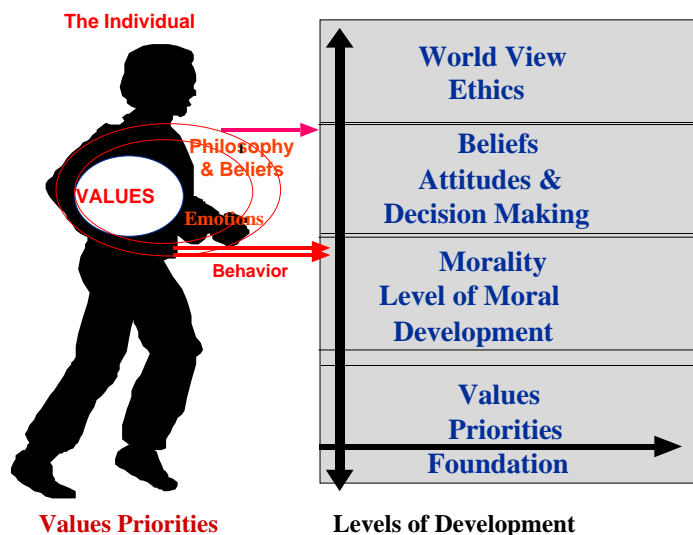 The Individual
Philosophy
& Beliefs
VALUES
Emotions
Behavior
Values Priorities
World View
Ethics
Beliefs
Attitudes &
Decision Making
Morality
Level of Moral
Development
Values
Priorities
Foundation
Levels of Development